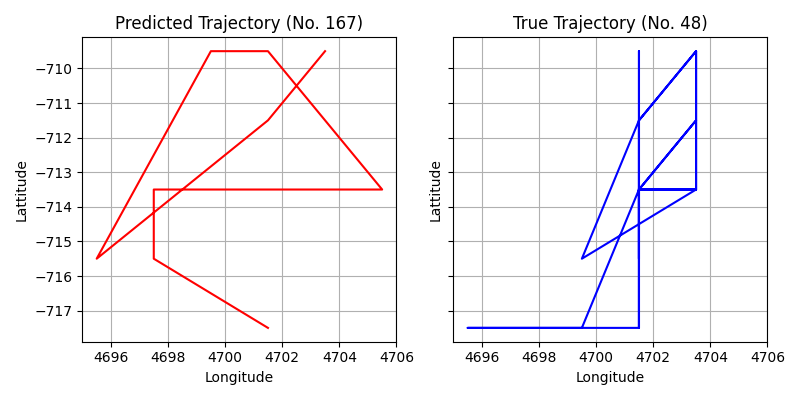 Predicted Trajectory (No. 167)
True Trajectory (No. 48)
−710
−711
−712
−713
−714
−715
−716
−717
Lattitude
Lattitude
4696 4698 4700 4702 4704 4706
4696 4698 4700 4702 4704 4706
Longitude
Longitude